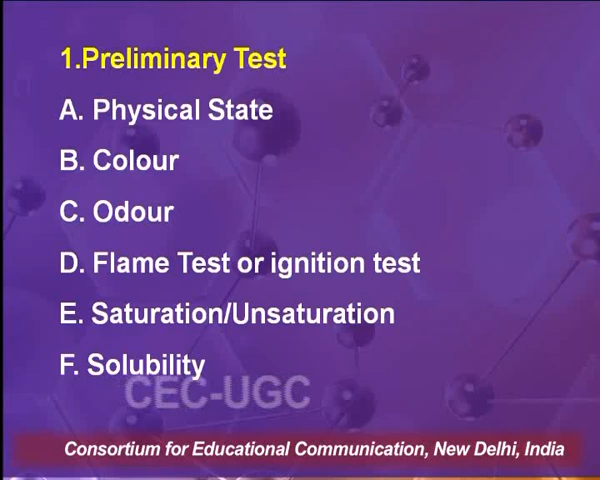 1.Preliminary Test
A. Physical State
B. Colour
C. Odour
D. Flame Test or ignition test
E. Saturation/Unsaturation
F. Solubility
CEC-UGC
Consortium for Educational Communication, New Delhi, India